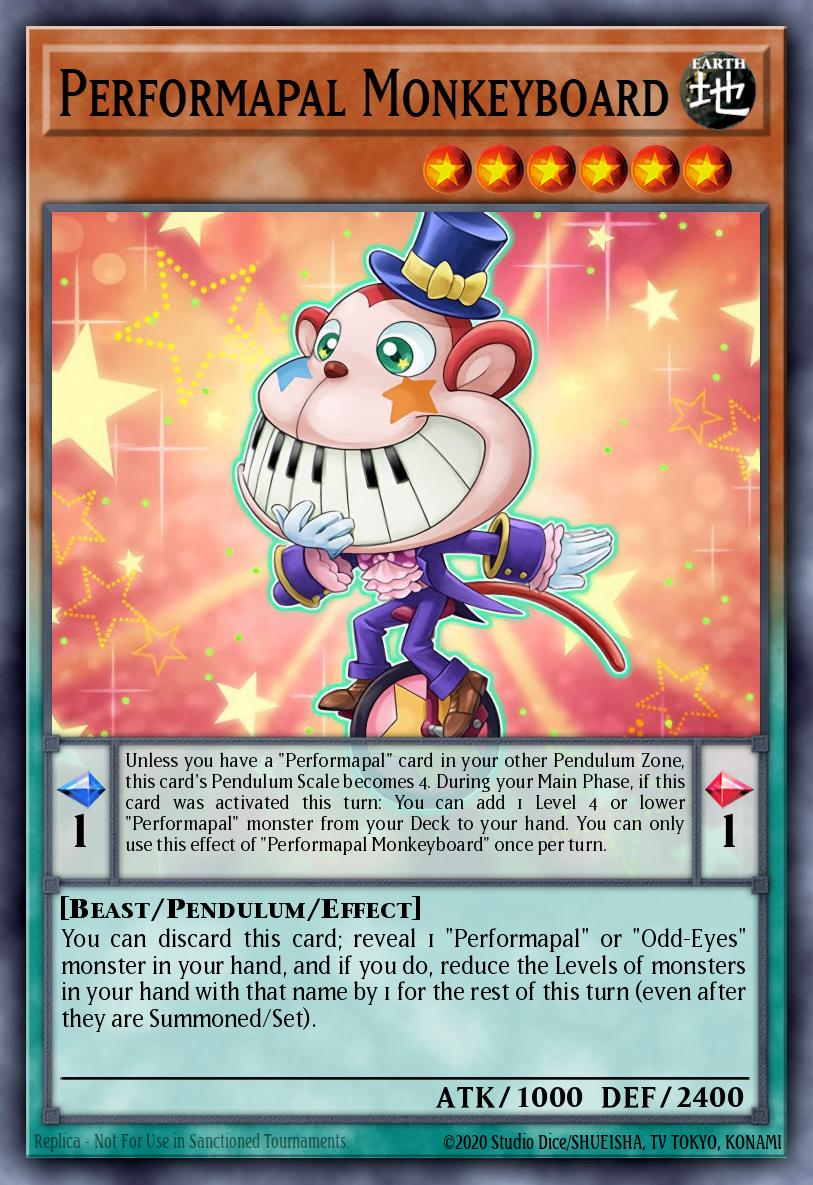 Performapal Monkeyboard
EARTH
地
Unless you have a "Performapal" card in your other Pendulum Zone,
this card's Pendulum Scale becomes 4. During your Main Phase, if this
card was activated this turn: You can add 1 Level 4 or lower
"Performapal" monster from your Deck to your hand. You can only
use this effect of "Performapal Monkeyboard" once per turn.
1
1
[Beast/Pendulum/Effect]
You can discard this card; reveal 1 "Performapal" or "Odd-Eyes"
monster in your hand, and if you do, reduce the Levels of monsters
in your hand with that name by 1 for the rest of this turn (even after
they are Summoned/Set).
ATK/1000 DEF/2400
Replica - Not For Use in Sanctioned Tournaments.
©2020 Studio Dice/SHUEISHA, TV TOKYO, KONAMI